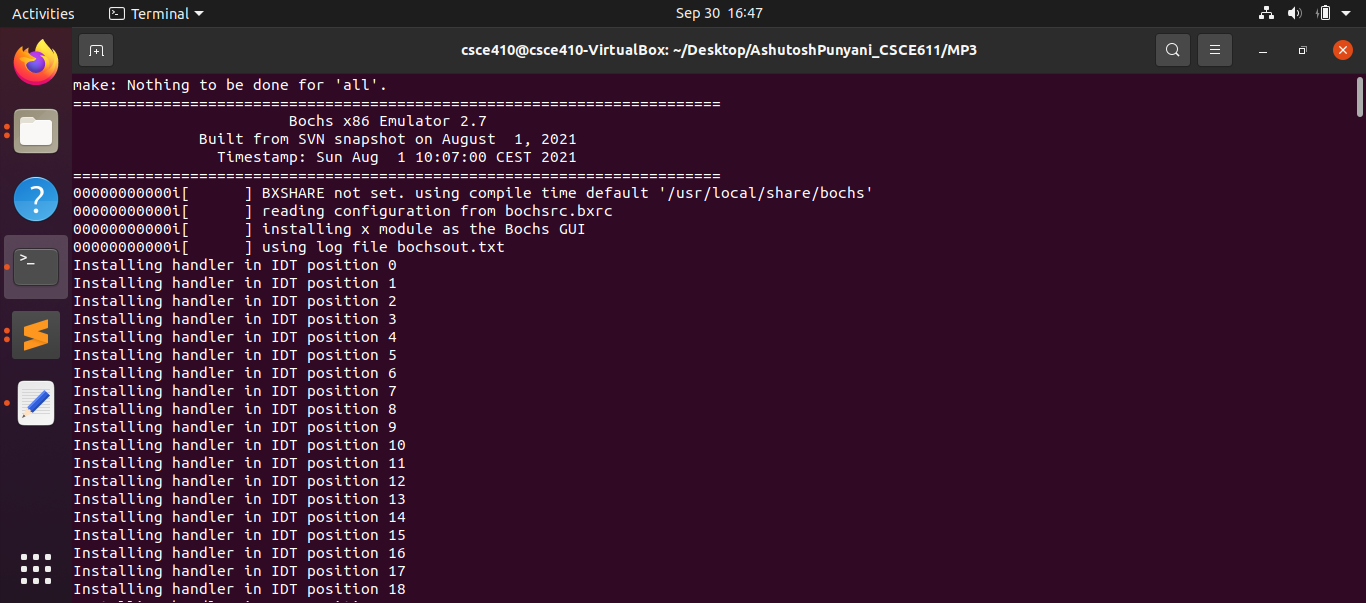 Activities Terminal Sep 30 16:47
csce410@csce410-VirtualBox: ~/Desktop/AshutoshPunyani_CSCE611/MP3
make: Nothing to be done for 'all'.
========================================================================
Bochs x86 Emulator 2.7
Built from SVN snapshot on August  1, 2021
Timestamp: Sun Aug  1 10:07:00 CEST 2021
========================================================================
00000000000i[      ] BXSHARE not set. using compile time default '/usr/local/share/bochs'
00000000000i[      ] reading configuration from bochsrc.bxrc
00000000000i[      ] installing x module as the Bochs GUI
00000000000i[      ] using log file bochsout.txt
Installing handler in IDT position 0
Installing handler in IDT position 1
Installing handler in IDT position 2
Installing handler in IDT position 3
Installing handler in IDT position 4
Installing handler in IDT position 5
Installing handler in IDT position 6
Installing handler in IDT position 7
Installing handler in IDT position 8
Installing handler in IDT position 9
Installing handler in IDT position 10
Installing handler in IDT position 11
Installing handler in IDT position 12
Installing handler in IDT position 13
Installing handler in IDT position 14
Installing handler in IDT position 15
Installing handler in IDT position 16
Installing handler in IDT position 17
Installing handler in IDT position 18